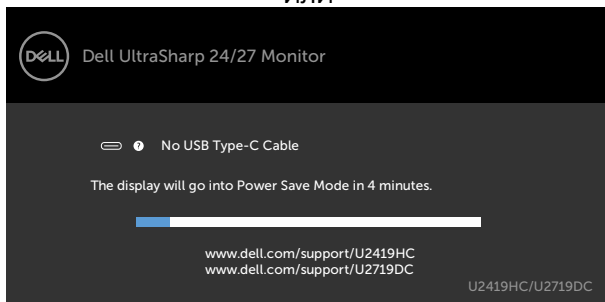 или
DELL
Dell UltraSharp 24/27 Monitor
? No USB Type-C Cable
The display will go into Power Save Mode in 4 minutes.
www.dell.com/support/U2419HC
www.dell.com/support/U2719DC
U2419HC/U2719DC